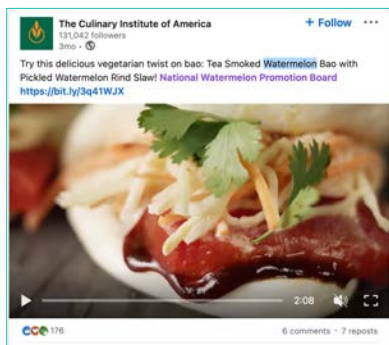 The Culinary Institute of America
+ Follow ···
131,042 followers
3mo •
Try this delicious vegetarian twist on bao: Tea Smoked Watermelon Bao with
Pickled Watermelon Rind Slaw! National Watermelon Promotion Board
https://bit.ly/3q41WJX
2:08
176
6 comments · 7 reposts